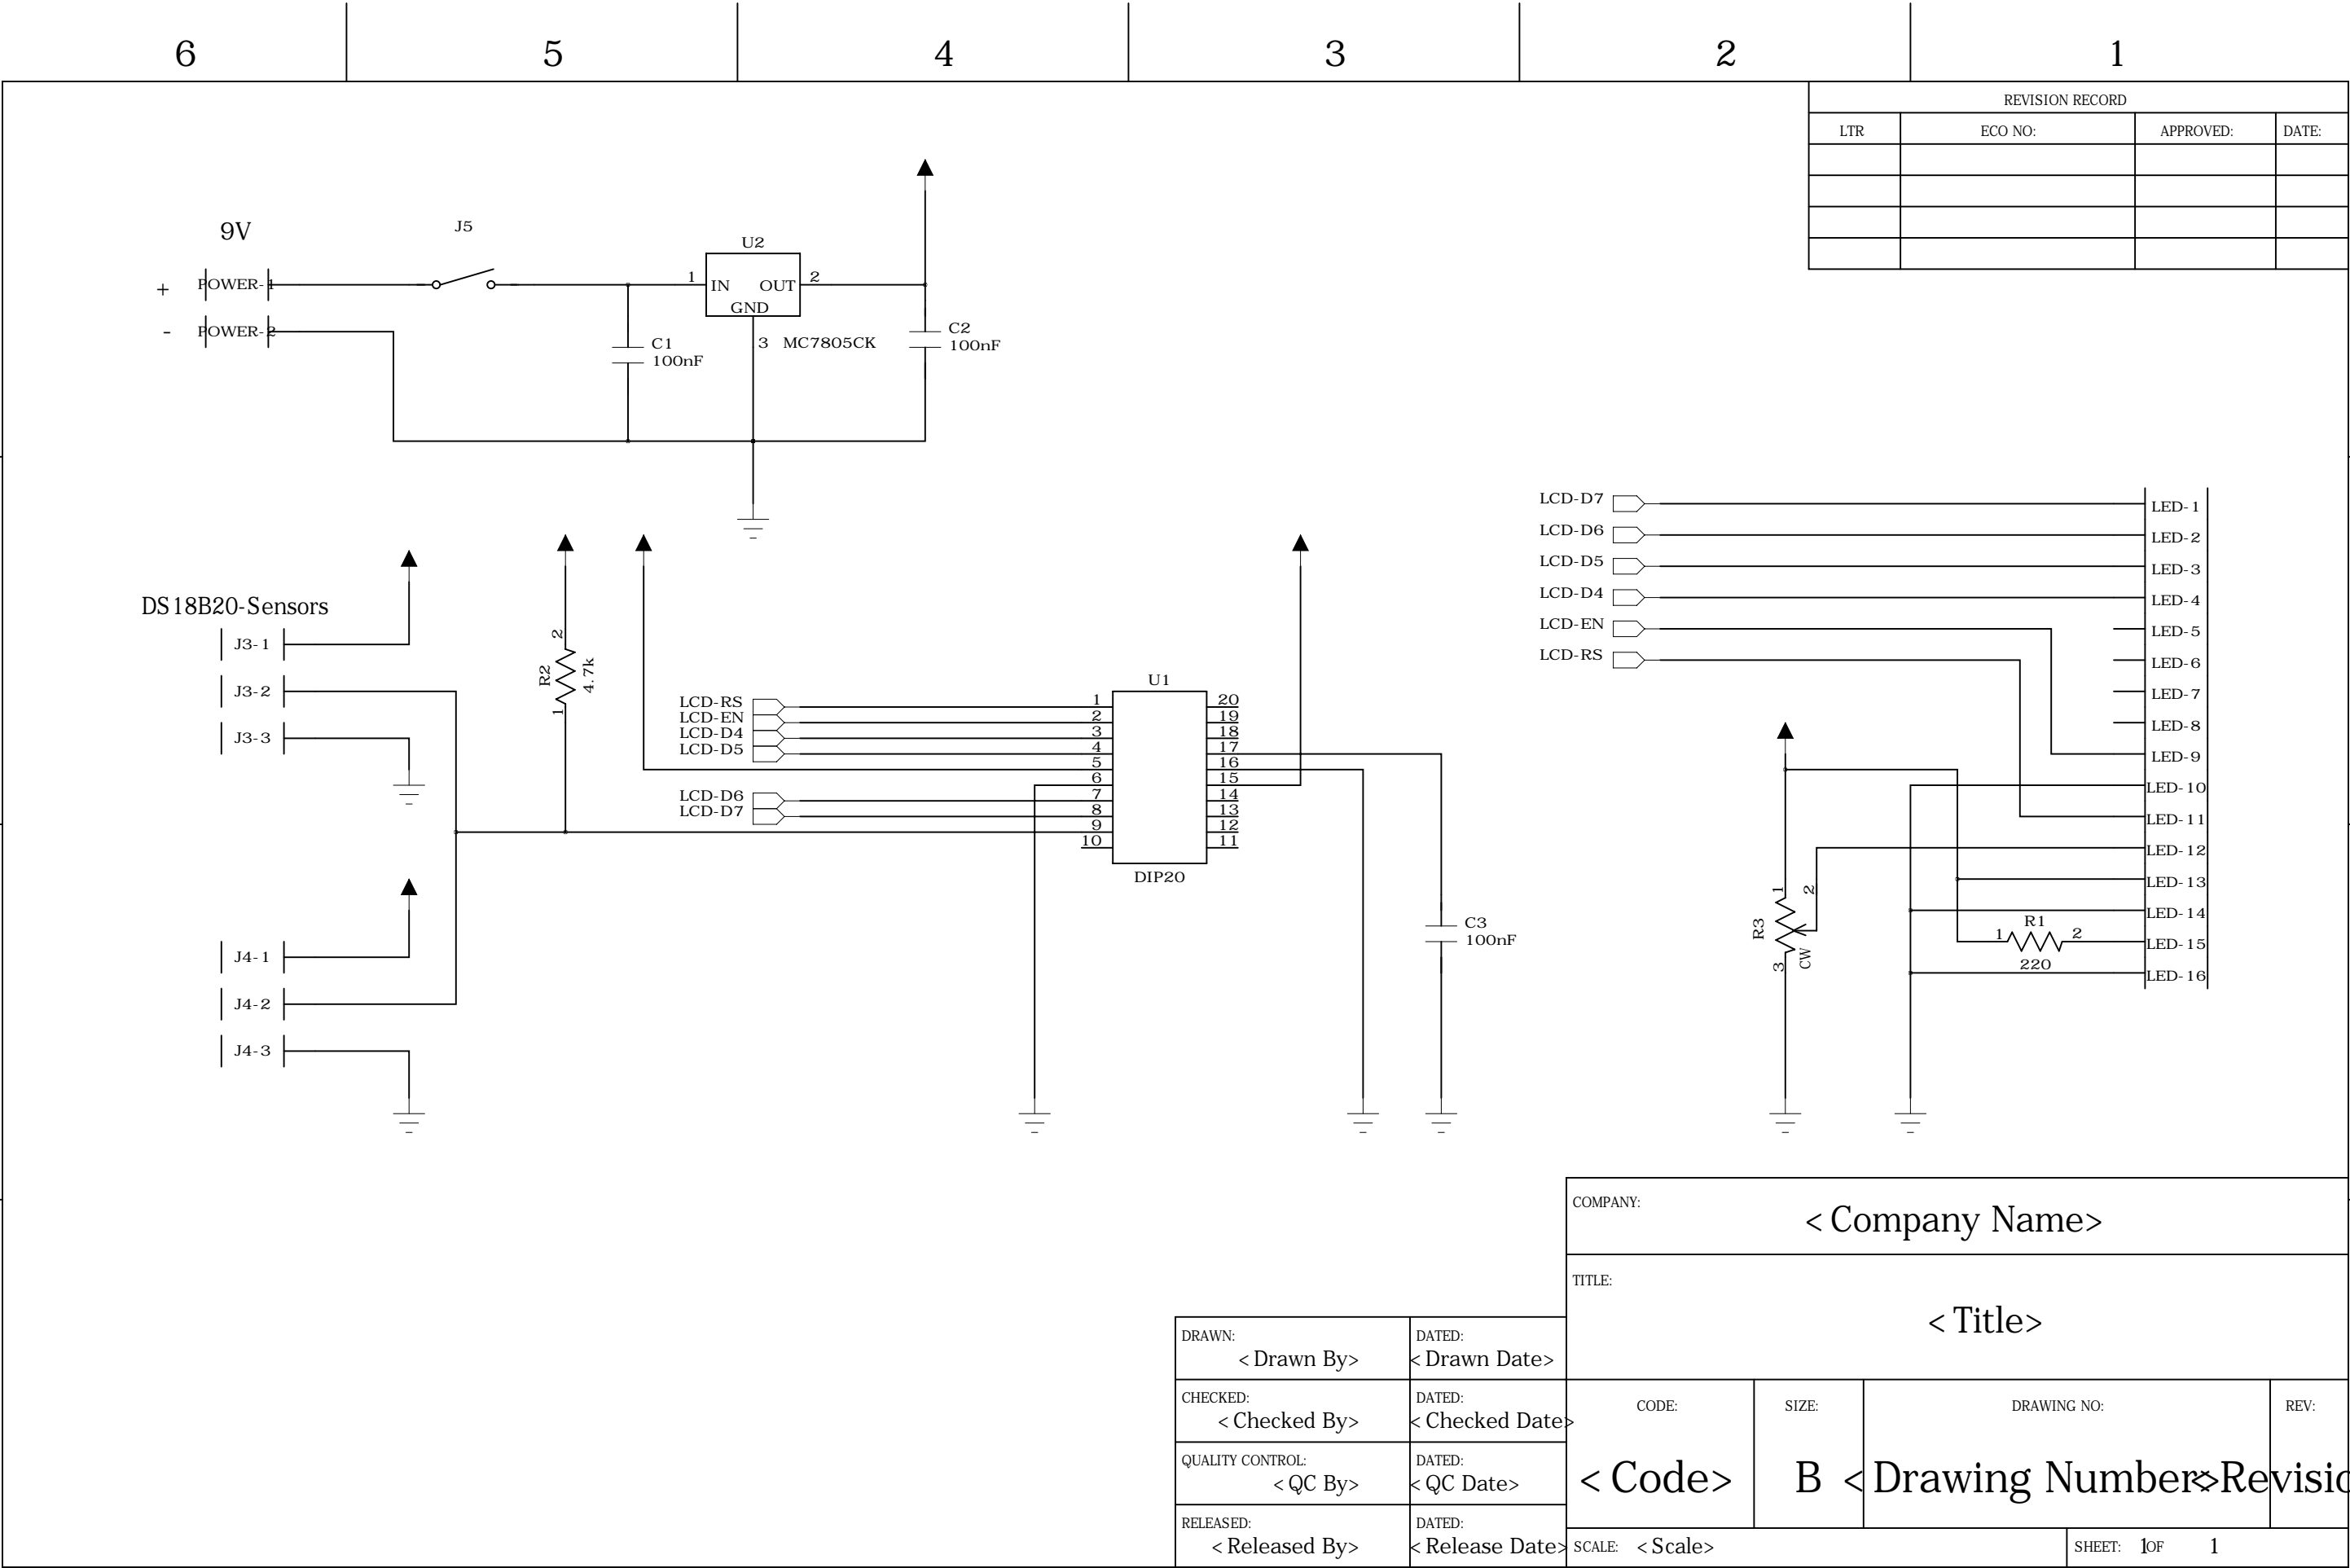 6 5 4 3 2 1
REVISION RECORD
LTR ECO NO: APPROVED: DATE:
9V
J5
+ POWER-1
- POWER-2
U2
1 IN OUT 2
GND
3 MC7805CK
C1
100nF
C2
100nF
DS18B20-Sensors
J3-1
J3-2
J3-3
J4-1
J4-2
J4-3
2
R2
4.7k
1
LCD-RS
LCD-EN
LCD-D4
LCD-D5
LCD-D6
LCD-D7
U1
1 20
2 19
3 18
4 17
5 16
6 15
7 14
8 13
9 12
10 11
DIP20
C3
100nF
LCD-D7
LCD-D6
LCD-D5
LCD-D4
LCD-EN
LCD-RS
LED-1
LED-2
LED-3
LED-4
LED-5
LED-6
LED-7
LED-8
LED-9
LED-10
LED-11
LED-12
LED-13
LED-14
LED-15
LED-16
1 2
R3
3 CW
R1
1 2
220
COMPANY:
<Company Name>
TITLE:
<Title>
DRAWN: DATED:
<Drawn By> <Drawn Date>
CHECKED: DATED:
<Checked By> <Checked Date>
QUALITY CONTROL: DATED:
<QC By> <QC Date>
RELEASED: DATED:
<Released By> <Release Date>
CODE: SIZE: DRAWING NO: REV:
<Code> B <Drawing Number> <Revisio
SCALE: <Scale> SHEET: 1 OF 1